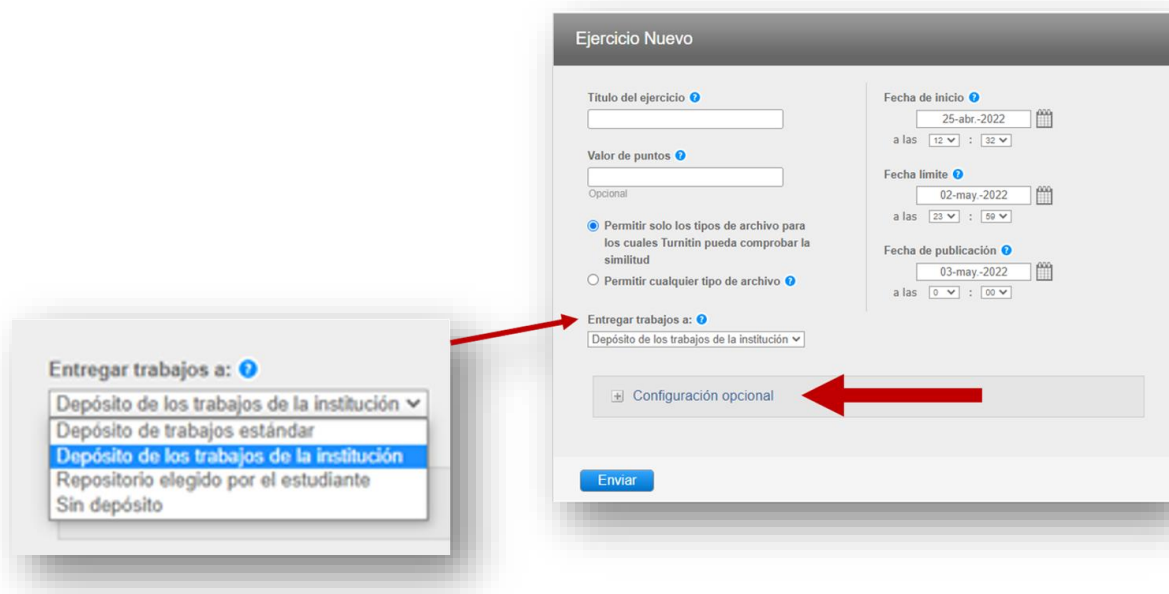 Ejercicio Nuevo
Título del ejercicio ?
Valor de puntos ?
Opcional
Permitir solo los tipos de archivo para
los cuales Turnitin pueda comprobar la
similitud
Permitir cualquier tipo de archivo ?
Entregar trabajos a: ?
Depósito de los trabajos de la institución
Fecha de inicio ?
25-abr.-2022
a las 12 : 32
Fecha límite ?
02-may.-2022
a las 23 : 59
Fecha de publicación ?
03-may.-2022
a las 0 : 00
+ Configuración opcional
Enviar
Entregar trabajos a: ?
Depósito de los trabajos de la institución
Depósito de trabajos estándar
Depósito de los trabajos de la institución
Repositorio elegido por el estudiante
Sin depósito